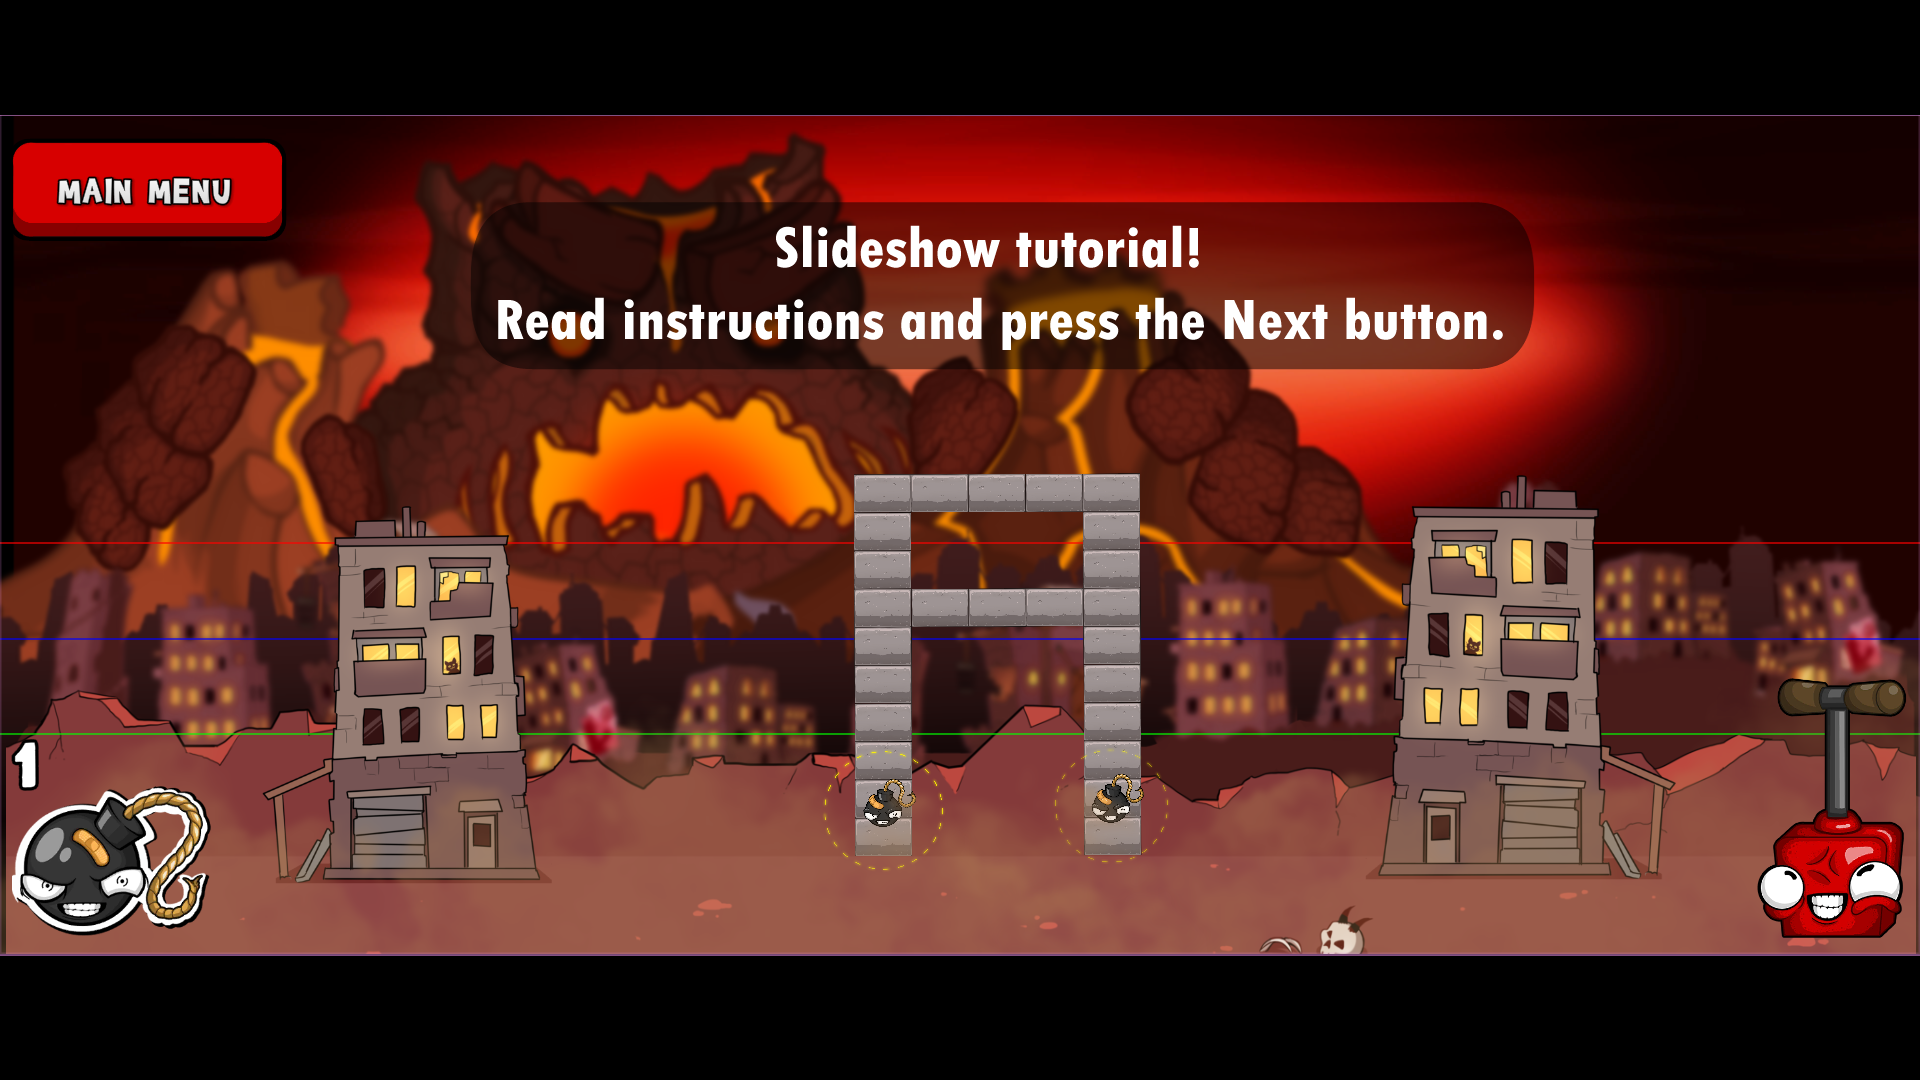 MAIN MENU
Slideshow tutorial!
Read instructions and press the Next button.
1